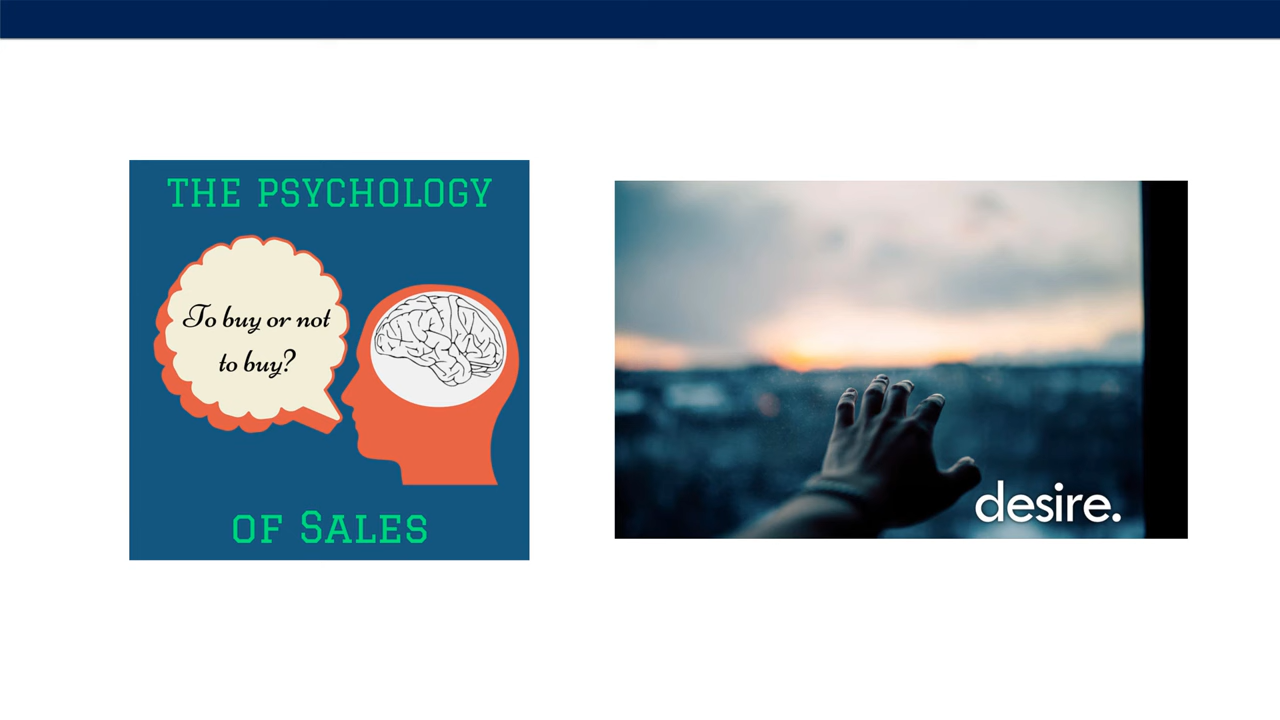 THE PSYCHOLOGY
To buy or not
to buy?
OF SALES
desire.